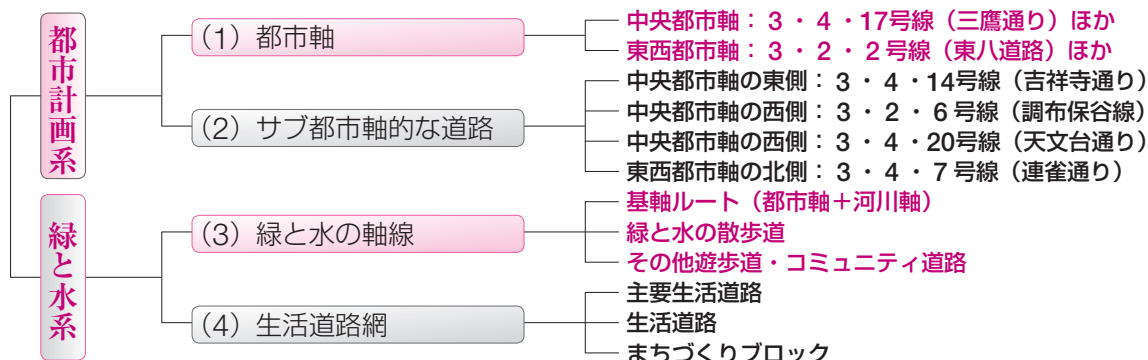 都市計画系
(1) 都市軸
中央都市軸:3・4・17号線(三鷹通り)ほか
東西都市軸:3・2・2号線(東八道路)ほか
(2) サブ都市軸的な道路
中央都市軸の東側:3・4・14号線(吉祥寺通り)
中央都市軸の西側:3・2・6号線(調布保谷線)
中央都市軸の西側:3・4・20号線(天文台通り)
東西都市軸の北側:3・4・7号線(連雀通り)
緑と水系
(3) 緑と水の軸線
基軸ルート(都市軸+河川軸)
緑と水の散歩道
その他遊歩道・コミュニティ道路
(4) 生活道路網
主要生活道路
生活道路
まちづくりブロック